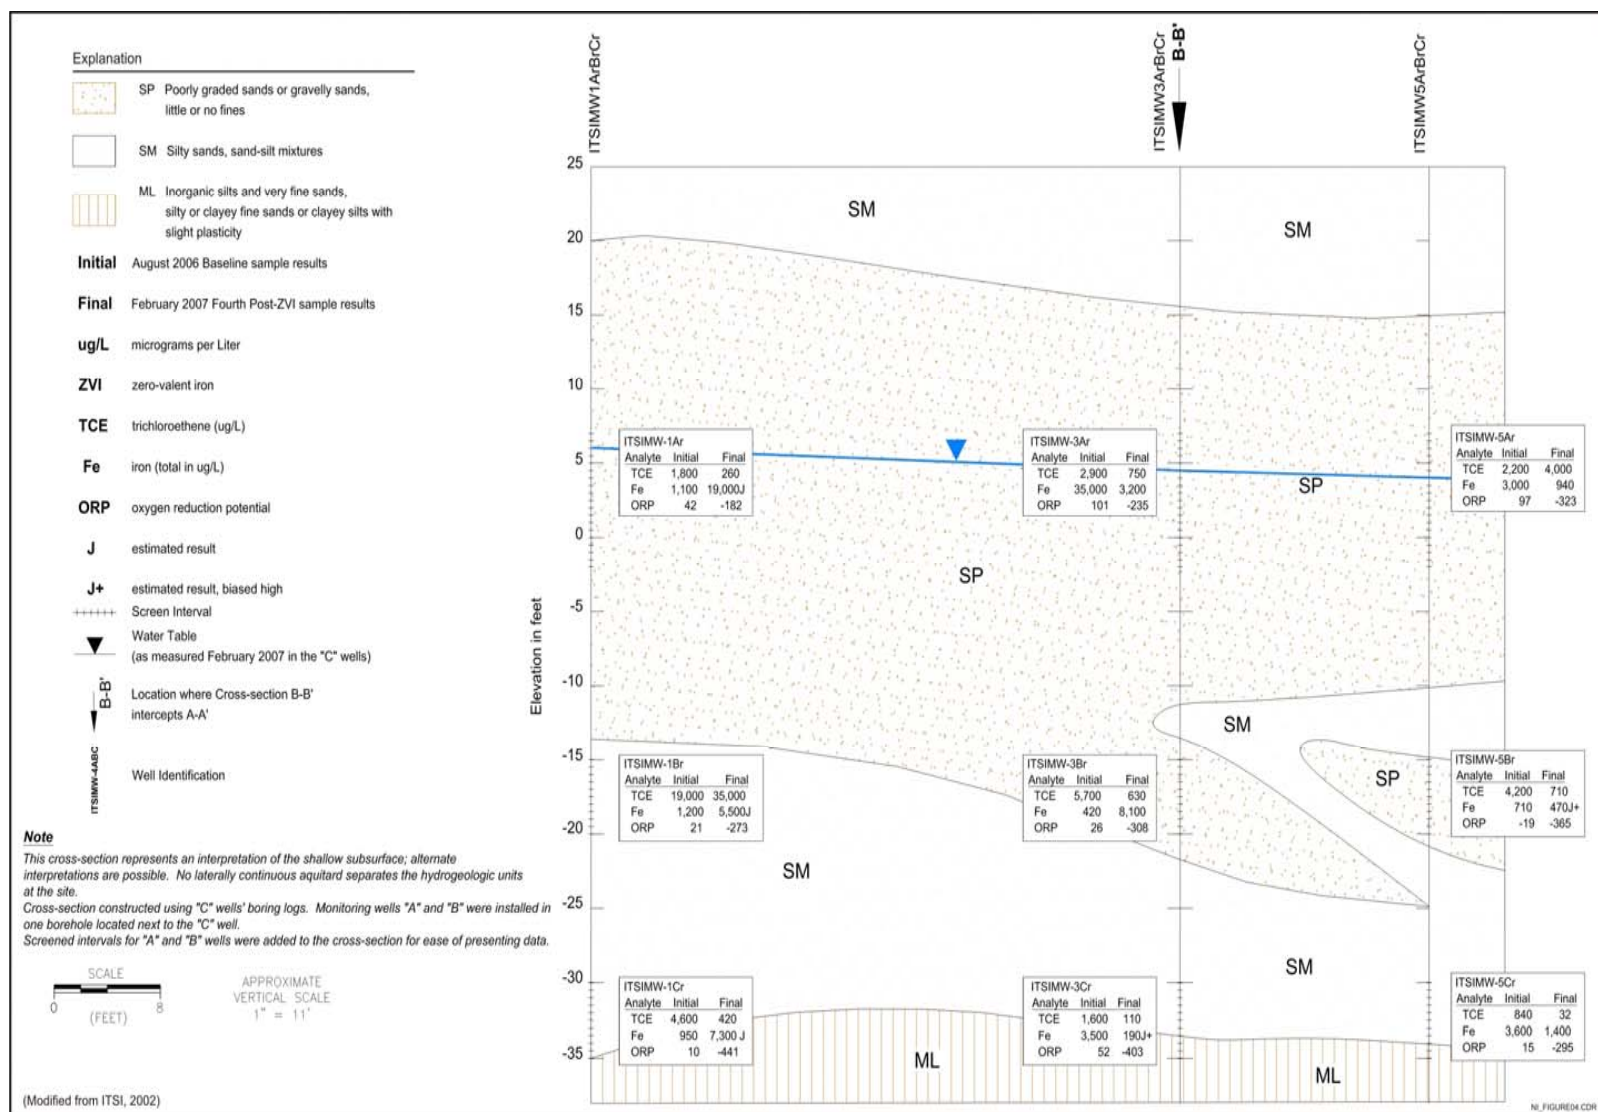 Explanation
SP Poorly graded sands or gravelly sands,
little or no fines
SM Silty sands, sand-silt mixtures
ML Inorganic silts and very fine sands,
silty or clayey fine sands or clayey silts with
slight plasticity
Initial August 2006 Baseline sample results
Final February 2007 Fourth Post-ZVI sample results
ug/L micrograms per Liter
ZVI zero-valent iron
TCE trichloroethene (ug/L)
Fe iron (total in ug/L)
ORP oxygen reduction potential
J estimated result
J+ estimated result, biased high
Screen Interval
Water Table
(as measured February 2007 in the "C" wells)
B-B'
Location where Cross-section B-B'
intercepts A-A'
ITSIMW-4ABC
Well Identification
Note
This cross-section represents an interpretation of the shallow subsurface; alternate
interpretations are possible. No laterally continuous aquitard separates the hydrogeologic units
at the site.
Cross-section constructed using "C" wells' boring logs. Monitoring wells "A" and "B" were installed in
one borehole located next to the "C" well.
Screened intervals for "A" and "B" wells were added to the cross-section for ease of presenting data.
SCALE
0 8
(FEET)
APPROXIMATE
VERTICAL SCALE
1" = 11'
(Modified from ITSI, 2002)
ITSIMW1ArBrCr
ITSIMW3ArBrCr
B-B'
ITSIMW5ArBrCr
Elevation in feet
25
20
15
10
5
0
-5
-10
-15
-20
-25
-30
-35
SM
SM
ITSIMW-1Ar
Analyte Initial Final
TCE 1,800 260
Fe 1,100 19,000J
ORP 42 -182
ITSIMW-3Ar
Analyte Initial Final
TCE 2,900 750
Fe 35,000 3,200
ORP 101 -235
ITSIMW-5Ar
Analyte Initial Final
TCE 2,200 4,000
Fe 3,000 940
ORP 97 -323
SP
SP
SM
SP
ITSIMW-1Br
Analyte Initial Final
TCE 19,000 35,000
Fe 1,200 5,500J
ORP 21 -273
ITSIMW-3Br
Analyte Initial Final
TCE 5,700 630
Fe 420 8,100
ORP 26 -308
ITSIMW-5Br
Analyte Initial Final
TCE 4,200 710
Fe 710 470J+
ORP -19 -365
SM
SM
ITSIMW-1Cr
Analyte Initial Final
TCE 4,600 420
Fe 950 7,300 J
ORP 10 -441
ITSIMW-3Cr
Analyte Initial Final
TCE 1,600 110
Fe 3,500 190J+
ORP 52 -403
ITSIMW-5Cr
Analyte Initial Final
TCE 840 32
Fe 3,600 1,400
ORP 15 -295
ML
ML
NI_FIGURE04.CDR